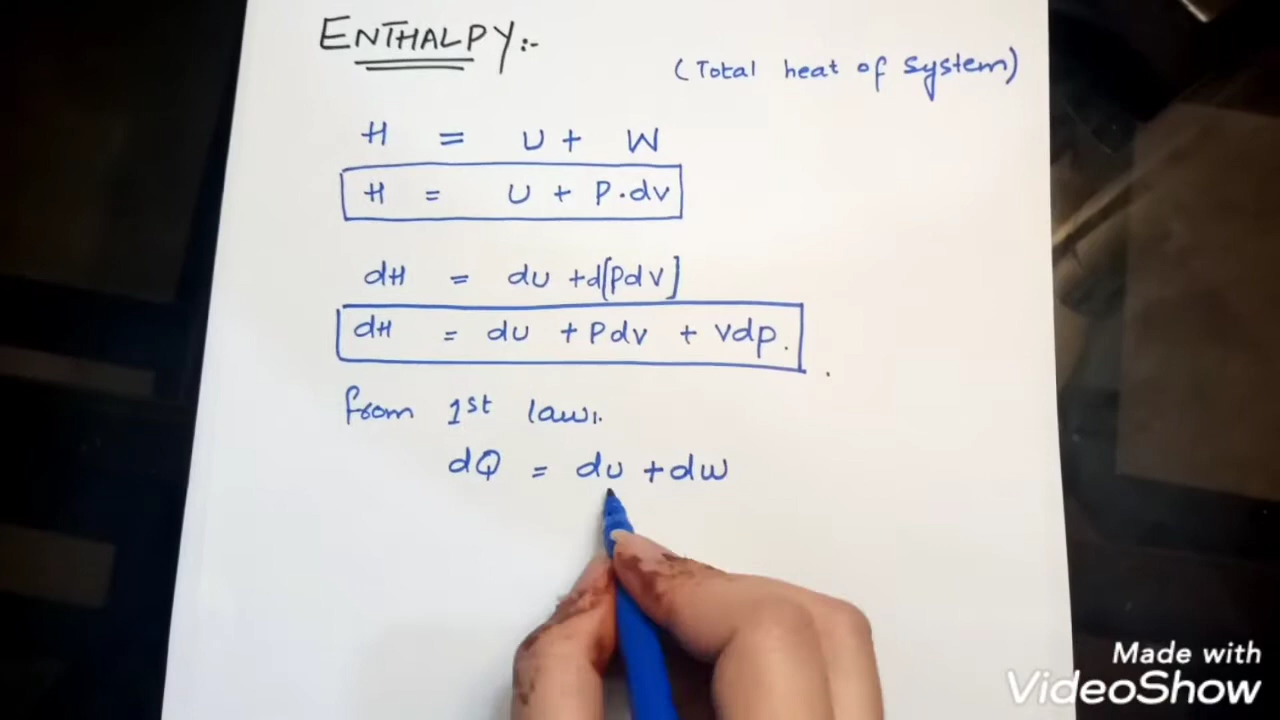 ENTHALPY:-
(Total heat of system)
H = U + W
H = U + P.dv
dH = du + d[Pdv]
dH = du + Pdv + vdp.
from 1st law.
dQ = du + dw
Made with
VideoShow